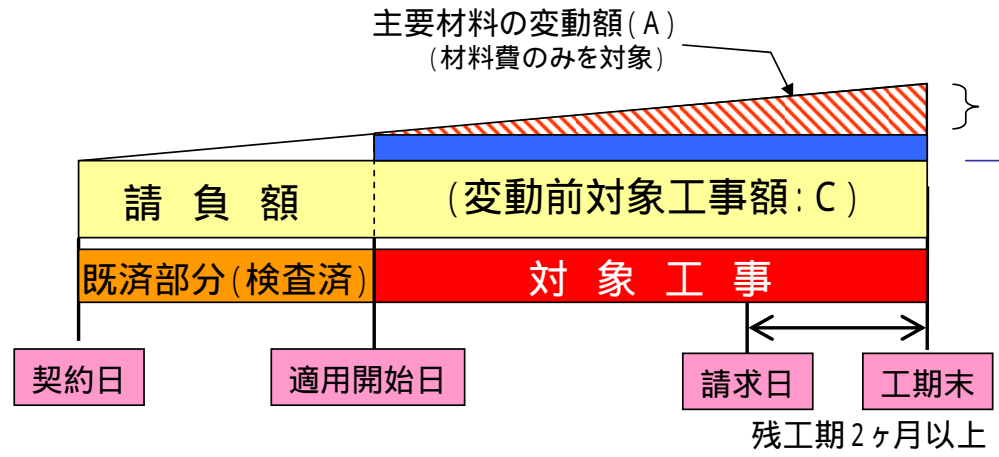 主要材料の変動額(A)
(材料費のみを対象)
請負額
(変動前対象工事額:C)
既済部分(検査済)
対象工事
契約日
適用開始日
請求日
工期末
残工期2ヶ月以上